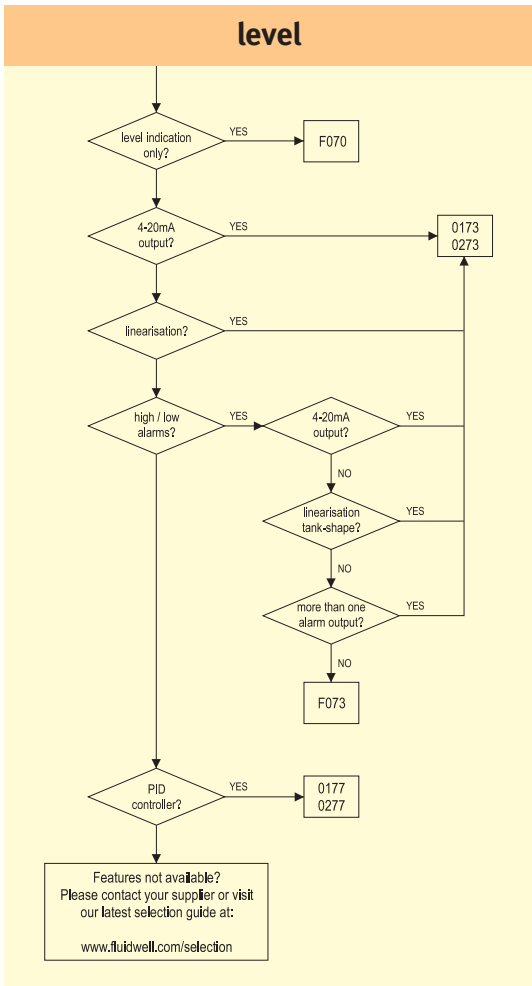 level
level indication
only?
YES
F070
4-20mA
output?
YES
0173
0273
linearisation?
YES
high / low
alarms?
YES
4-20mA
output?
YES
NO
linearisation
tank-shape?
YES
NO
more than one
alarm output?
YES
NO
F073
PID
controller?
YES
0177
0277
Features not available?
Please contact your supplier or visit
our latest selection guide at:
www.fluidwell.com/selection